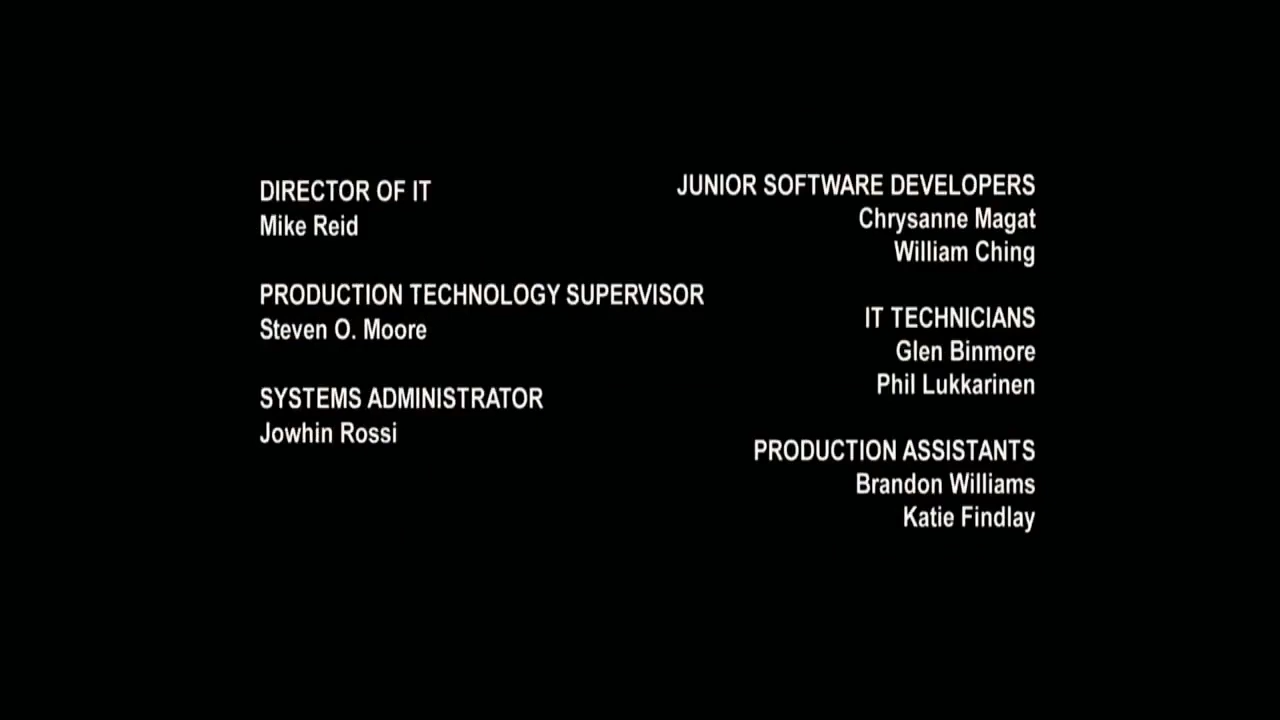 DIRECTOR OF IT
Mike Reid
PRODUCTION TECHNOLOGY SUPERVISOR
Steven O. Moore
SYSTEMS ADMINISTRATOR
Jowhin Rossi
JUNIOR SOFTWARE DEVELOPERS
Chrysanne Magat
William Ching
IT TECHNICIANS
Glen Binmore
Phil Lukkarinen
PRODUCTION ASSISTANTS
Brandon Williams
Katie Findlay